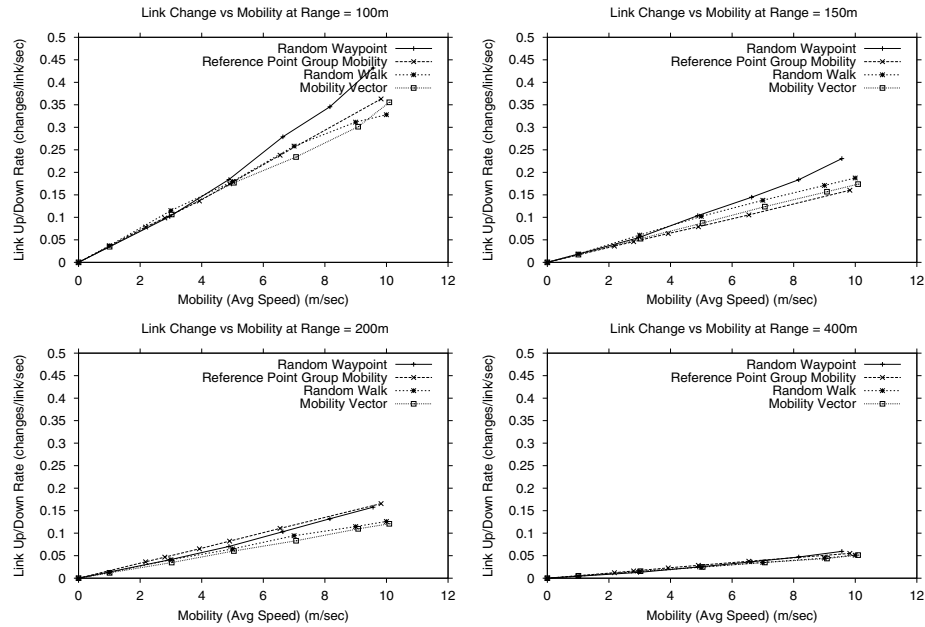 Link Change vs Mobility at Range = 100m
Link Up/Down Rate (changes/link/sec)
0.5
0.45
0.4
0.35
0.3
0.25
0.2
0.15
0.1
0.05
0
Random Waypoint
Reference Point Group Mobility
Random Walk
Mobility Vector
0 2 4 6 8 10 12
Mobility (Avg Speed) (m/sec)
Link Change vs Mobility at Range = 150m
Link Up/Down Rate (changes/link/sec)
0.5
0.45
0.4
0.35
0.3
0.25
0.2
0.15
0.1
0.05
0
Random Waypoint
Reference Point Group Mobility
Random Walk
Mobility Vector
0 2 4 6 8 10 12
Mobility (Avg Speed) (m/sec)
Link Change vs Mobility at Range = 200m
Link Up/Down Rate (changes/link/sec)
0.5
0.45
0.4
0.35
0.3
0.25
0.2
0.15
0.1
0.05
0
Random Waypoint
Reference Point Group Mobility
Random Walk
Mobility Vector
0 2 4 6 8 10 12
Mobility (Avg Speed) (m/sec)
Link Change vs Mobility at Range = 400m
Link Up/Down Rate (changes/link/sec)
0.5
0.45
0.4
0.35
0.3
0.25
0.2
0.15
0.1
0.05
0
Random Waypoint
Reference Point Group Mobility
Random Walk
Mobility Vector
0 2 4 6 8 10 12
Mobility (Avg Speed) (m/sec)